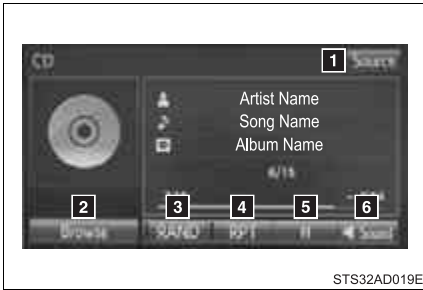 CD
1 Source
Artist Name
Song Name
Album Name
4/15
2 3 4 5 6
Browse RAND RPT Sound
STS32AD019E